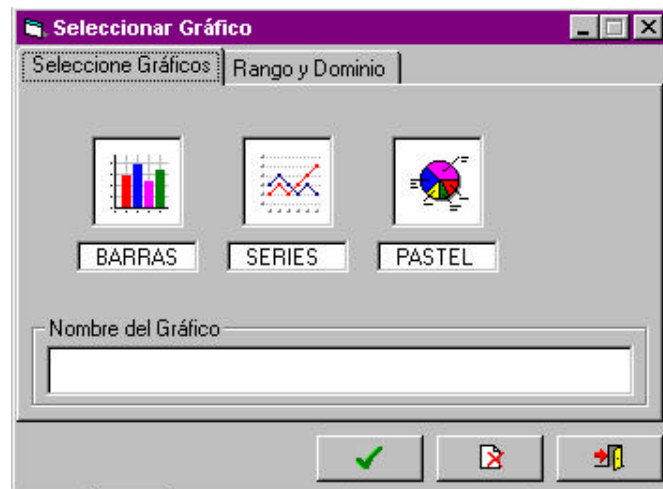 Seleccionar Gráfico
Seleccione Gráficos Rango y Dominio
BARRAS SERIES PASTEL
Nombre del Gráfico